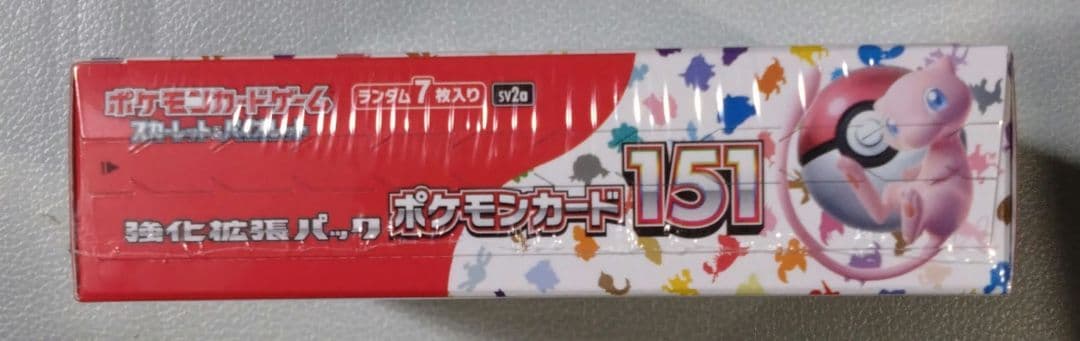 ポケモンカードゲーム
スカーレット&バイオレット
ランダム7枚入り
SV2a
強化拡張パック
ポケモンカード151